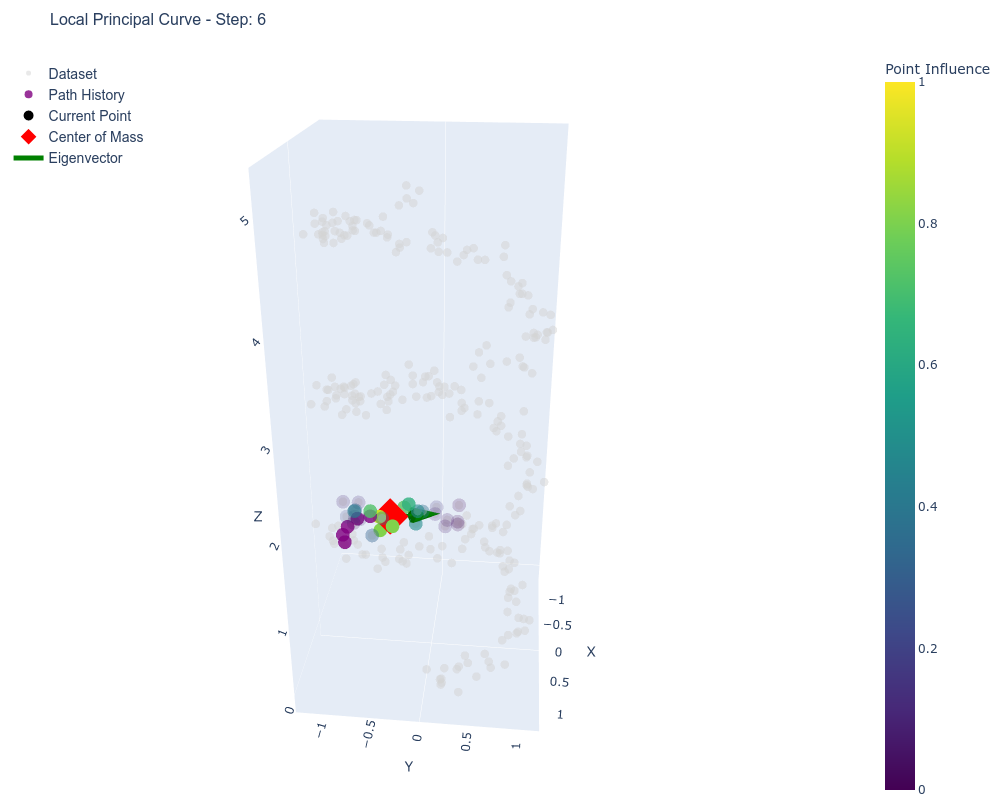 Local Principal Curve - Step: 6
Dataset
Path History
Current Point
Center of Mass
Eigenvector
Point Influence
1
0.8
0.6
0.4
0.2
0
5
4
3
2
1
0
Z
−1
−0.5
0
0.5
1
X
−1
−0.5
0
0.5
1
Y